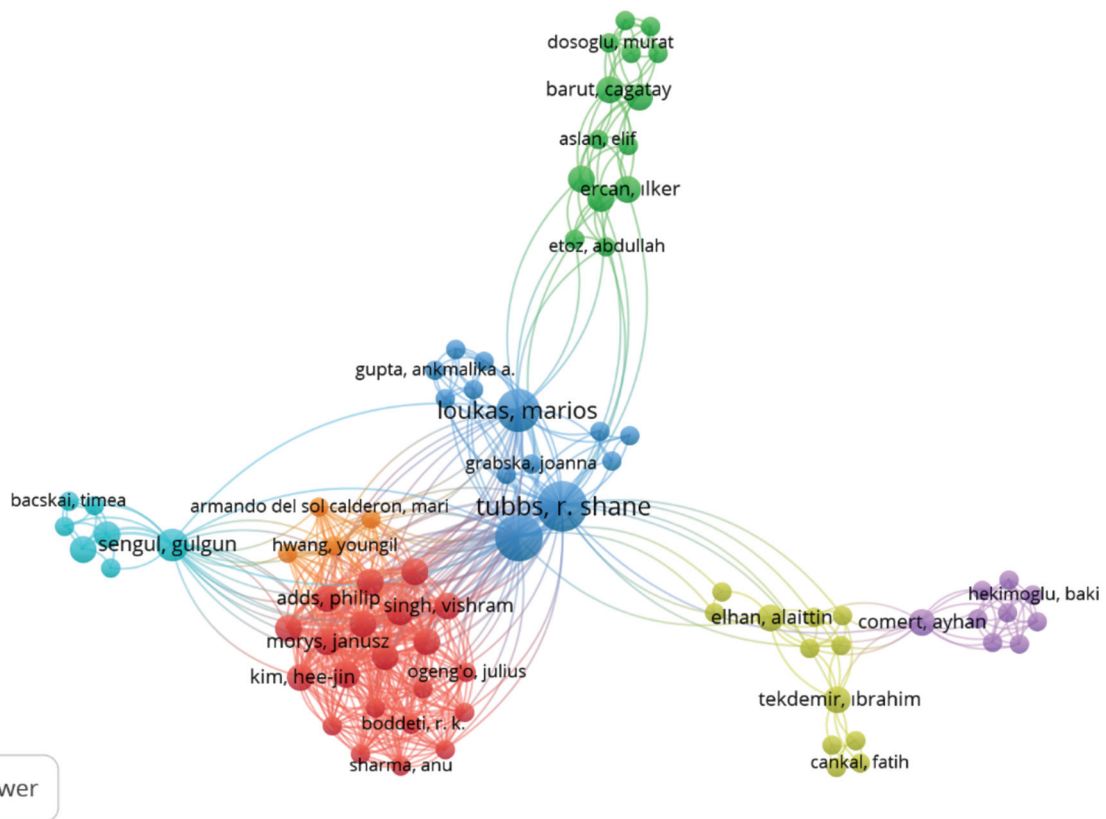 dosoglu, murat
barut, cagatay
aslan, elif
ercan, ılker
etoz, abdullah
gupta, ankmalika a.
loukas, marios
grabska, joanna
bacskai, timea
armando del sol calderon, mari
tubbs, r. shane
sengul, gulgun
hwang, youngil
adds, philip
singh, vishram
hekimoglu, baki
elhan, alaittin
comert, ayhan
morys, janusz
kim, hee-jin
ogeng'o, julius
tekdemir, ıbrahim
boddeti, r. k.
sharma, anu
cankal, fatih
wer